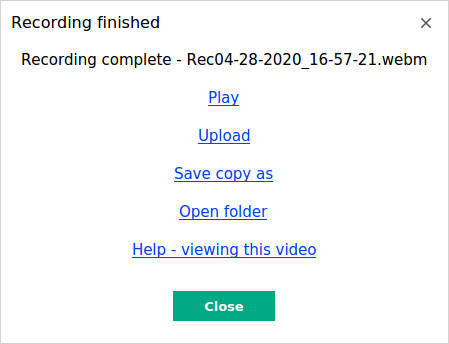 Recording finished
Recording complete - Rec04-28-2020_16-57-21.webm
Play
Upload
Save copy as
Open folder
Help - viewing this video
Close